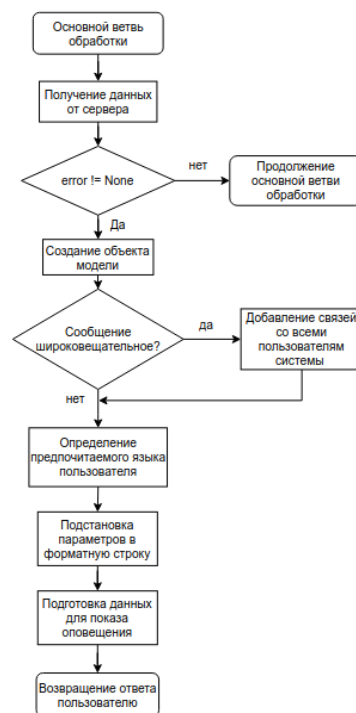 Основной ветвь
обработки
Получение данных
от сервера
error != None
нет
Продолжение
основной ветви
обработки
Да
Создание объекта
модели
Сообщение
широковещательное?
да
Добавление связей
со всеми
пользователям
системы
нет
Определение
предпочитаемого языка
пользователя
Подстановка
параметров в
форматную строку
Подготовка данных
для показа
оповещения
Возвращение ответа
пользователю